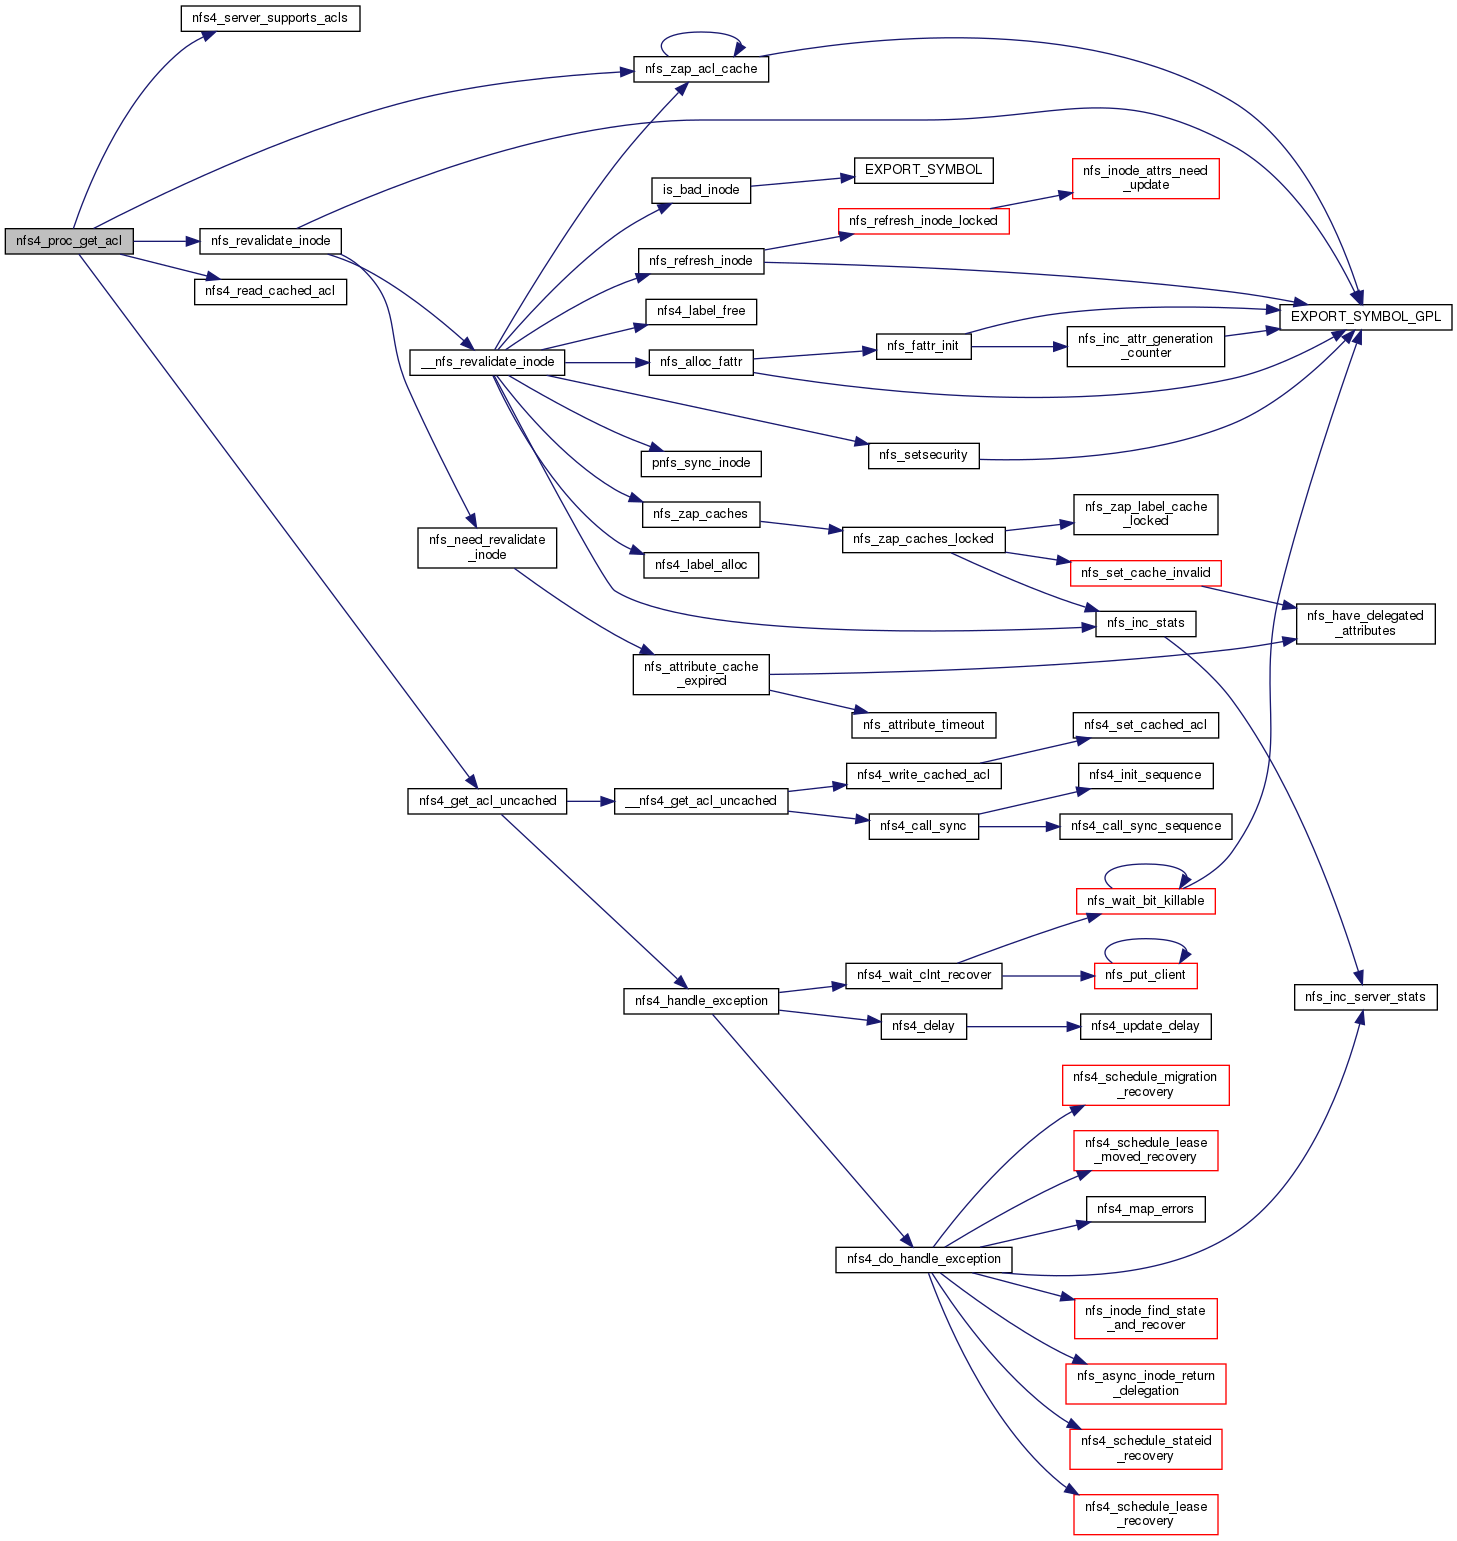 nfs4_server_supports_acls
nfs_zap_acl_cache
EXPORT_SYMBOL
nfs_inode_attrs_need
_update
is_bad_inode
nfs_refresh_inode_locked
nfs4_proc_get_acl
nfs_revalidate_inode
nfs_refresh_inode
nfs4_read_cached_acl
nfs4_label_free
EXPORT_SYMBOL_GPL
nfs_fattr_init
nfs_inc_attr_generation
_counter
__nfs_revalidate_inode
nfs_alloc_fattr
nfs_setsecurity
pnfs_sync_inode
nfs_zap_caches
nfs_zap_label_cache
_locked
nfs_zap_caches_locked
nfs_need_revalidate
_inode
nfs4_label_alloc
nfs_set_cache_invalid
nfs_inc_stats
nfs_have_delegated
_attributes
nfs_attribute_cache
_expired
nfs_attribute_timeout
nfs4_set_cached_acl
nfs4_write_cached_acl
nfs4_init_sequence
nfs4_get_acl_uncached
__nfs4_get_acl_uncached
nfs4_call_sync
nfs4_call_sync_sequence
nfs_wait_bit_killable
nfs4_wait_clnt_recover
nfs_put_client
nfs4_handle_exception
nfs_inc_server_stats
nfs4_delay
nfs4_update_delay
nfs4_schedule_migration
_recovery
nfs4_schedule_lease
_moved_recovery
nfs4_map_errors
nfs4_do_handle_exception
nfs_inode_find_state
_and_recover
nfs_async_inode_return
_delegation
nfs4_schedule_stateid
_recovery
nfs4_schedule_lease
_recovery